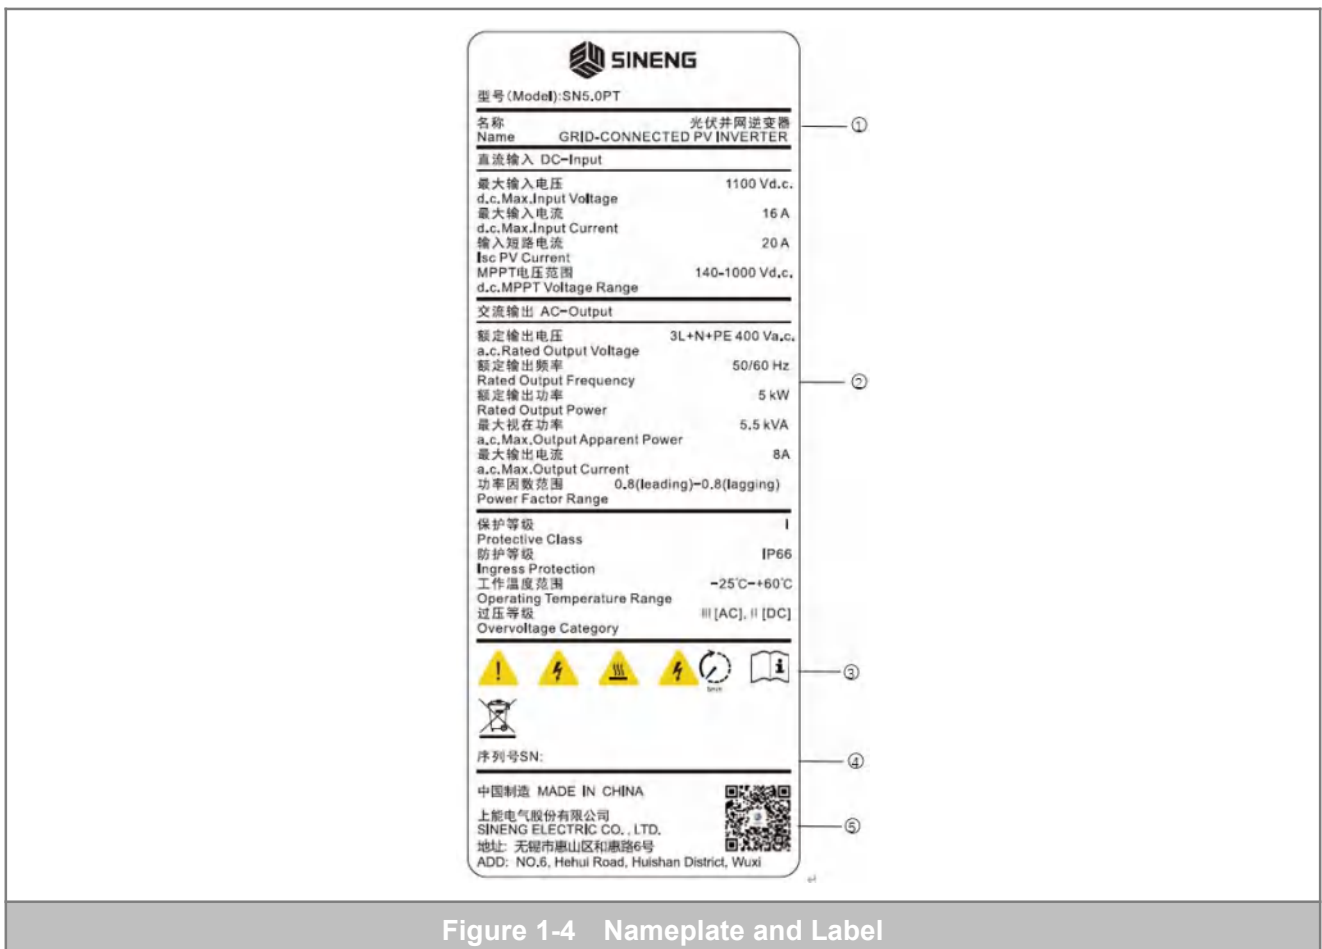 SINENG
型号(Model):SN5.0PT
名称 光伏并网逆变器
Name GRID-CONNECTED PV INVERTER
①
直流输入 DC-Input
最大输入电压 1100 Vd.c.
d.c.Max.Input Voltage
最大输入电流 16 A
d.c.Max.Input Current
输入短路电流 20 A
Isc PV Current
MPPT电压范围 140-1000 Vd.c.
d.c.MPPT Voltage Range
交流输出 AC-Output
额定输出电压 3L+N+PE 400 Va.c.
a.c.Rated Output Voltage
额定输出频率 50/60 Hz
Rated Output Frequency
②
额定输出功率 5 kW
Rated Output Power
最大视在功率 5.5 kVA
a.c.Max.Output Apparent Power
最大输出电流 8A
a.c.Max.Output Current
功率因数范围 0.8(leading)-0.8(lagging)
Power Factor Range
保护等级 I
Protective Class
防护等级 IP66
Ingress Protection
工作温度范围 -25℃-+60℃
Operating Temperature Range
过压等级 III [AC], II [DC]
Overvoltage Category
③
序列号SN:
④
中国制造 MADE IN CHINA
上能电气股份有限公司
SINENG ELECTRIC CO., LTD.
⑤
地址: 无锡市惠山区和惠路6号
ADD: NO.6, Hehui Road, Huishan District, Wuxi
Figure 1-4 Nameplate and Label